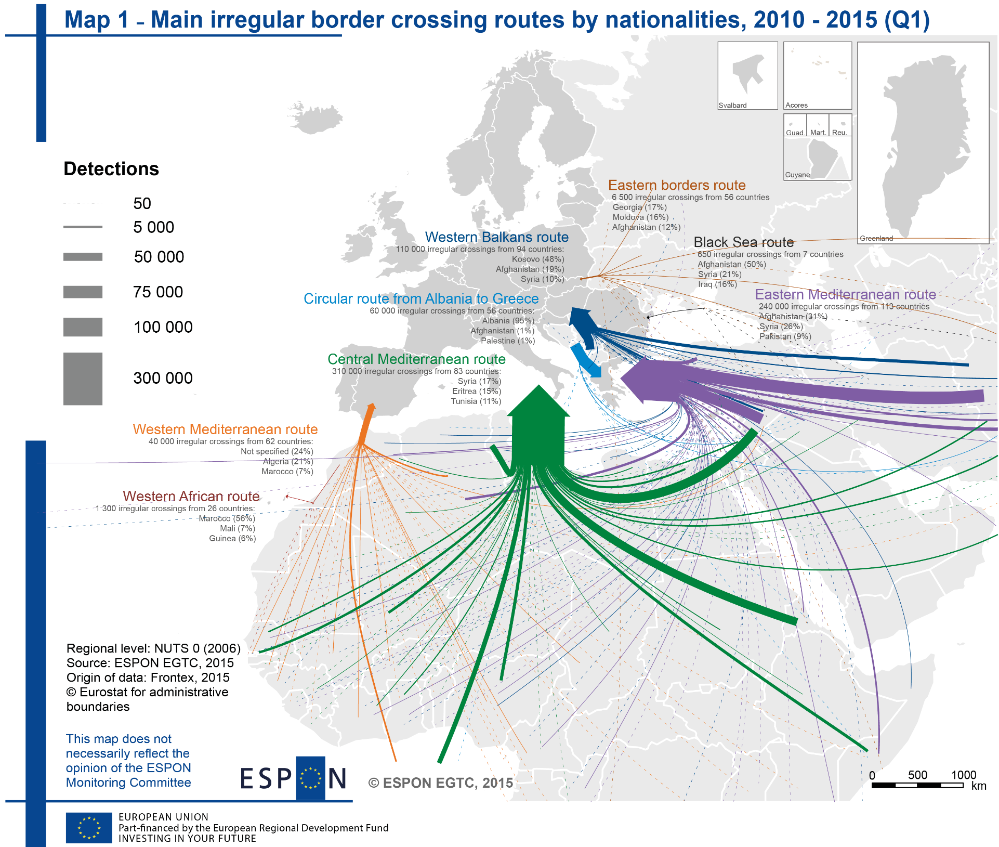 Map 1 - Main irregular border crossing routes by nationalities, 2010 - 2015 (Q1)
Svalbard
Acores
Guad.
Mart.
Reu.
Guyane
Greenland
Detections
50
5 000
50 000
75 000
100 000
300 000
Eastern borders route
6 500 irregular crossings from 56 countries
Georgia (17%)
Moldova (16%)
Afghanistan (12%)
Western Balkans route
110 000 irregular crossings from 94 countries:
Kosovo (48%)
Afghanistan (19%)
Syria (10%)
Black Sea route
650 irregular crossings from 7 countries
Afghanistan (50%)
Syria (21%)
Iraq (16%)
Circular route from Albania to Greece
60 000 irregular crossings from 56 countries:
Albania (95%)
Afghanistan (1%)
Palestine (1%)
Eastern Mediterranean route
240 000 irregular crossings from 113 countries
Afghanistan (31%)
Syria (26%)
Pakistan (9%)
Central Mediterranean route
310 000 irregular crossings from 83 countries:
Syria (17%)
Eritrea (15%)
Tunisia (11%)
Western Mediterranean route
40 000 irregular crossings from 62 countries:
Not specified (24%)
Algeria (21%)
Marocco (7%)
Western African route
1 300 irregular crossings from 26 countries:
Marocco (56%)
Mali (7%)
Guinea (6%)
Regional level: NUTS 0 (2006)
Source: ESPON EGTC, 2015
Origin of data: Frontex, 2015
© Eurostat for administrative
boundaries
This map does not
necessarily reflect the
opinion of the ESPON
Monitoring Committee
ESPON
© ESPON EGTC, 2015
0 500 1000
km
EUROPEAN UNION
Part-financed by the European Regional Development Fund
INVESTING IN YOUR FUTURE